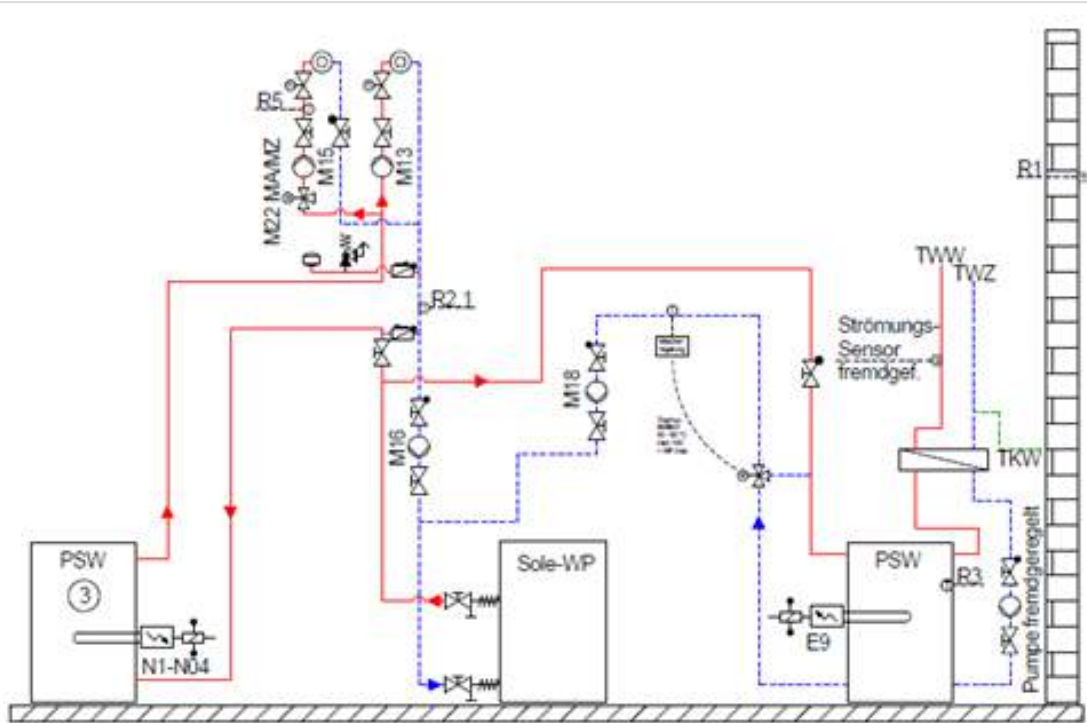 R5
M22 MA/MZ
M15
M13
R1
TWW
TWZ
R2.1
Strömungs-
Sensor
fremdgef.
M18
M16
TKW
PSW
3
Sole-WP
PSW
R3
N1-N04
E9
Pumpe fremdgeregelt